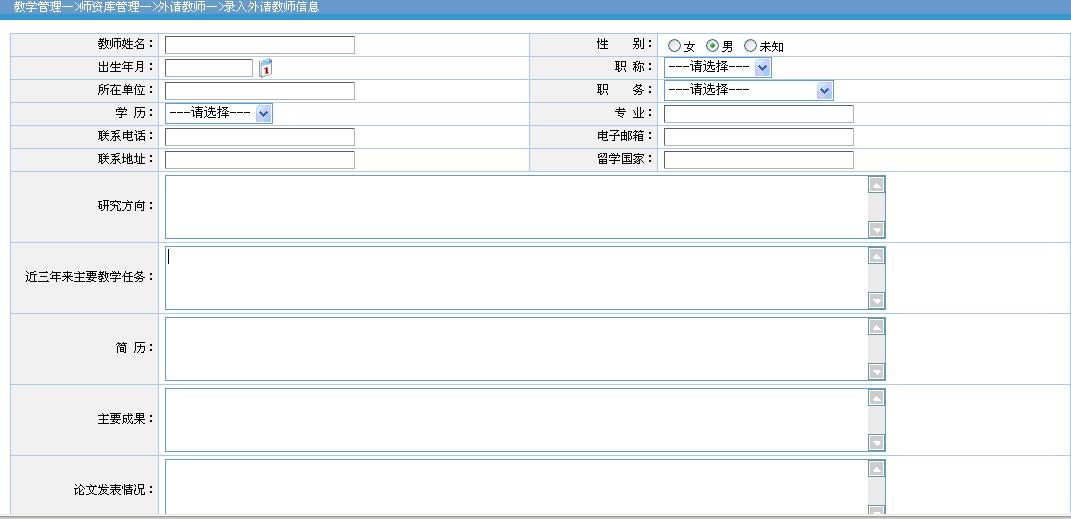 教学管理—>师资库管理—>外请教师—>录入外请教师信息
教师姓名： 性 别： 女 男 未知
出生年月： 1 职 称： ---请选择---
所在单位： 职 务： ---请选择---
学 历： ---请选择--- 专 业：
联系电话： 电子邮箱：
联系地址： 留学国家：
研究方向：
近三年来主要教学任务：
简 历：
主要成果：
论文发表情况：